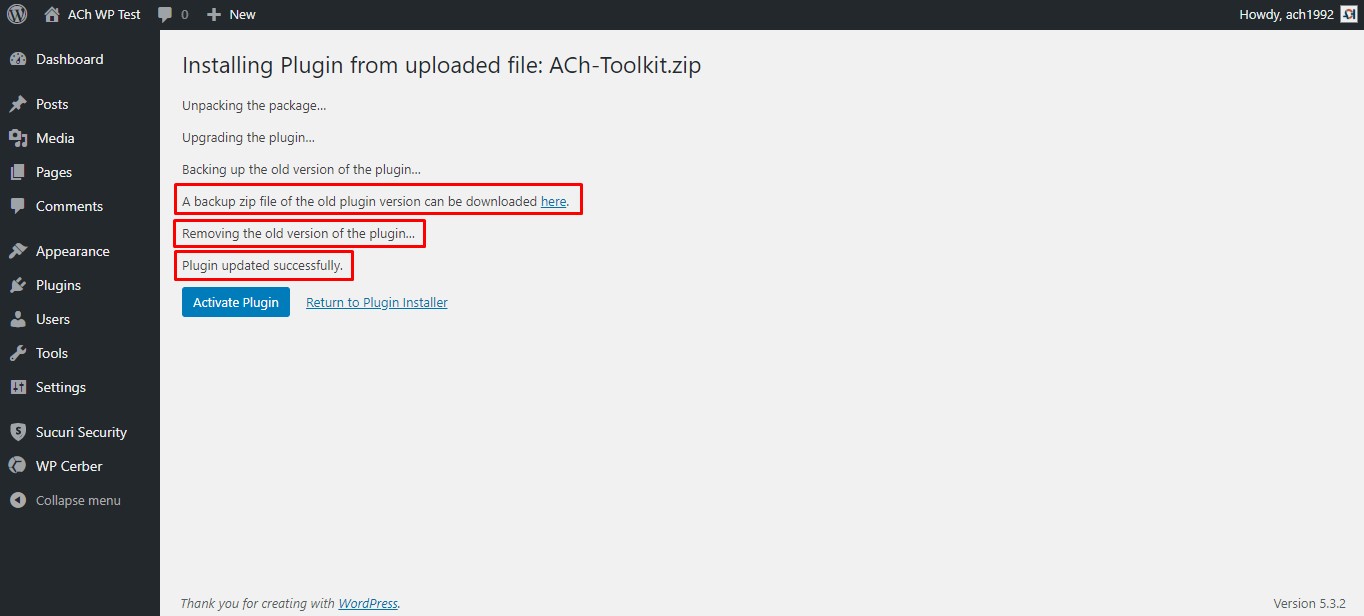 ACh WP Test 0 New Howdy, ach1992
Dashboard
Posts
Media
Pages
Comments
Appearance
Plugins
Users
Tools
Settings
Sucuri Security
WP Cerber
Collapse menu
Installing Plugin from uploaded file: ACh-Toolkit.zip
Unpacking the package...
Upgrading the plugin...
Backing up the old version of the plugin...
A backup zip file of the old plugin version can be downloaded here.
Removing the old version of the plugin...
Plugin updated successfully.
Activate Plugin Return to Plugin Installer
Thank you for creating with WordPress. Version 5.3.2